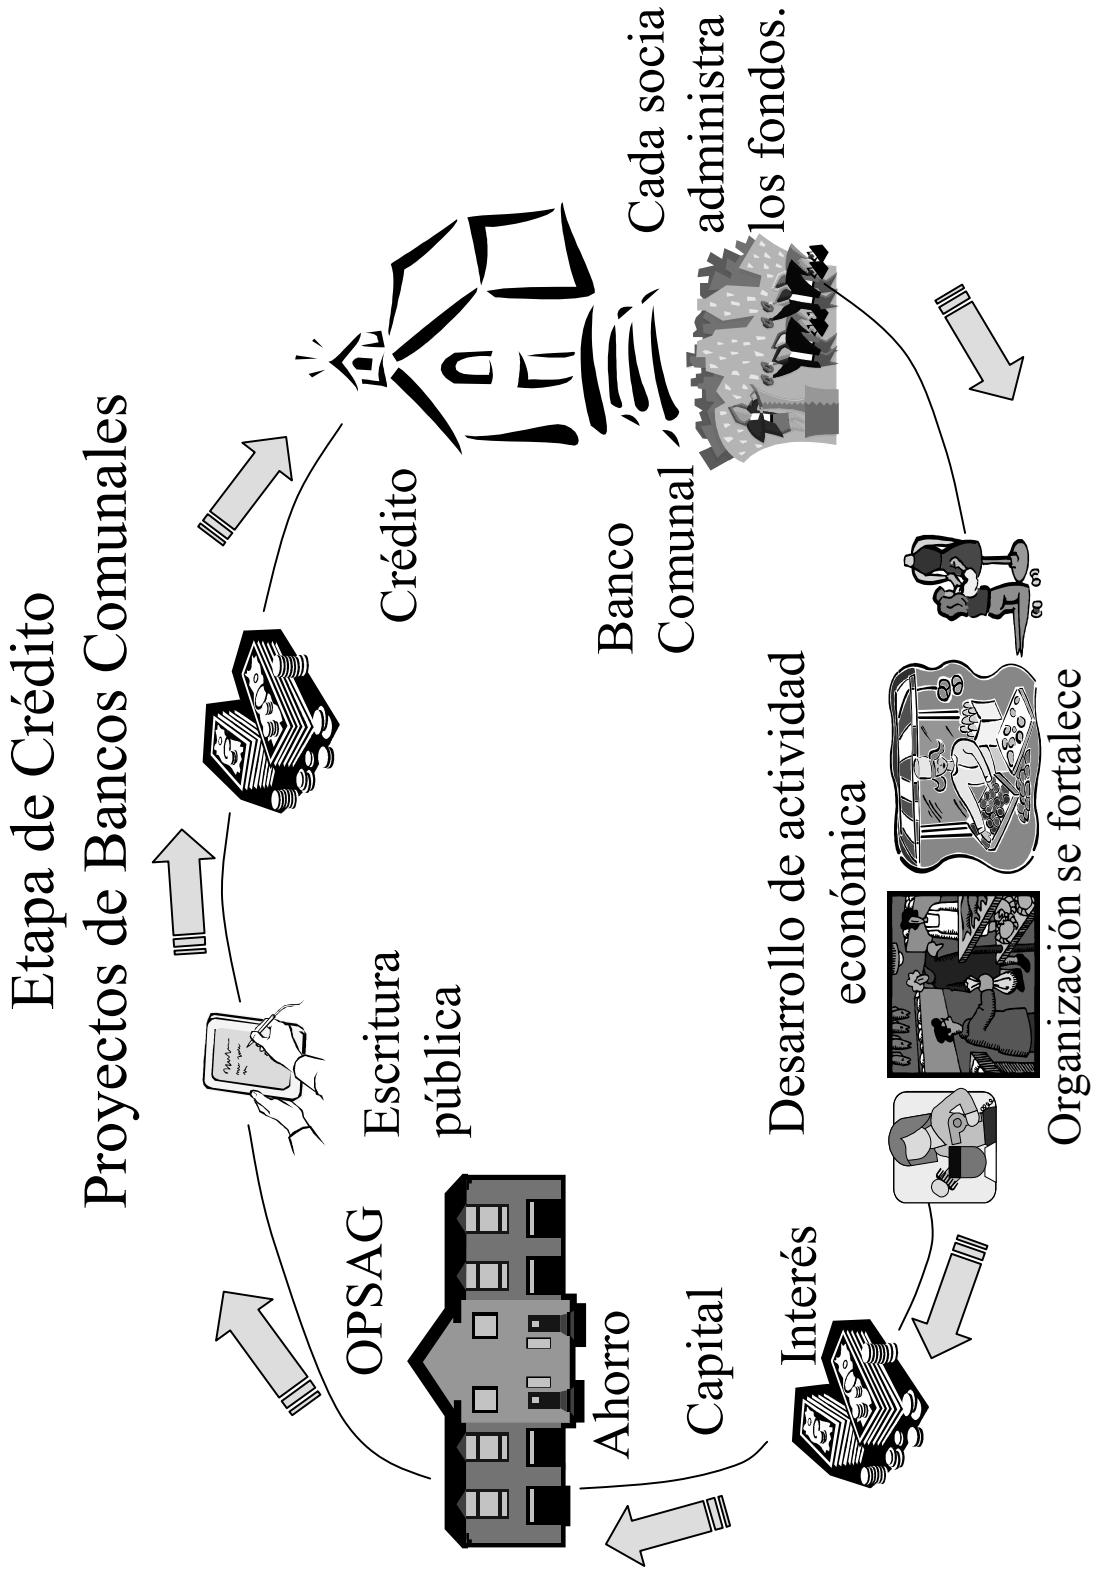 Etapa de Crédito
Proyectos de Bancos Comunales
OPSAG
Escritura
pública
Crédito
Banco
Comunal
Cada socia
administra
los fondos.
Desarrollo de actividad
económica
Organización se fortalece
Interés
Capital
Ahorro